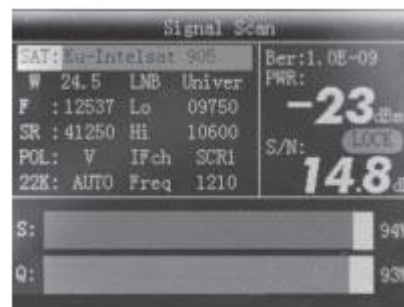 Signal Scan
SAT: Ku-Intelsat 905
W 24.5 LNB Univer
F :12537 Lo 09750
SR :41250 Hi 10600
POL: V IFch SCR1
22K: AUTO Freq 1210
Ber:1.0E-09
PWR:
-23dBm
LOCK
S/N:
14.8
S: 94%
Q: 93%